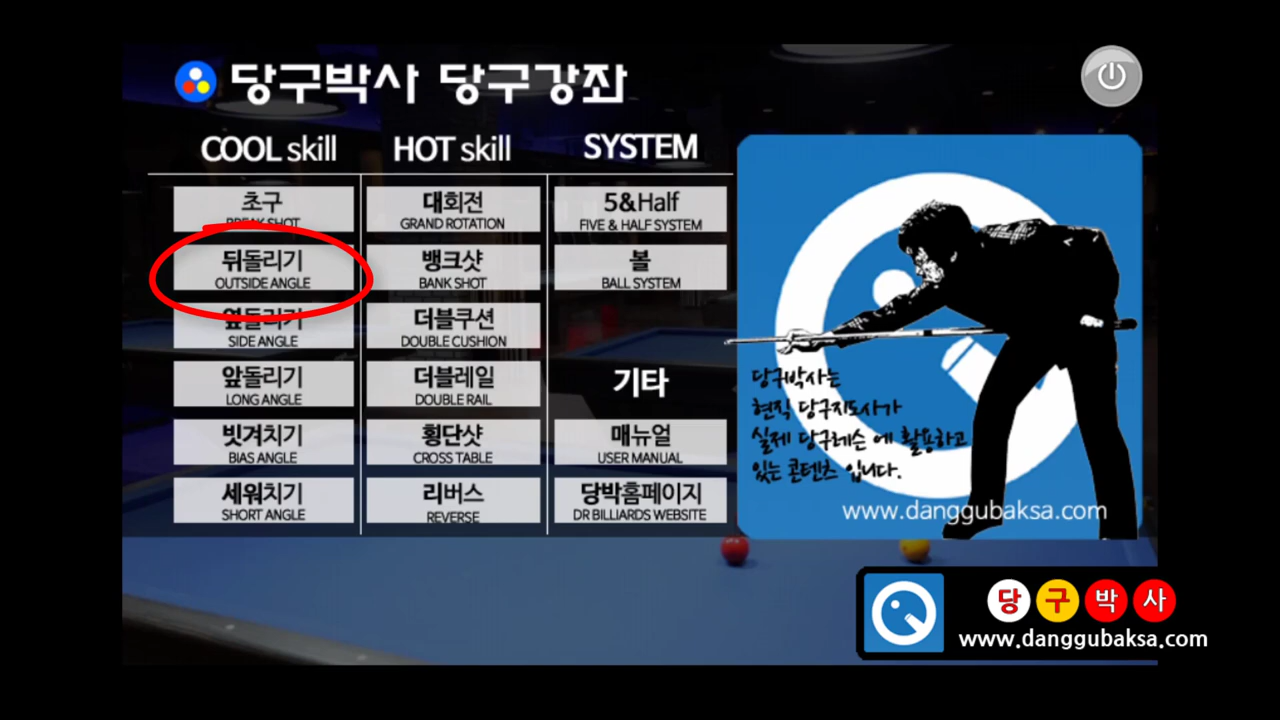 당구박사 당구강좌
COOL skill
초구
BREAK SHOT
뒤돌리기
OUTSIDE ANGLE
옆돌리기
SIDE ANGLE
앞돌리기
LONG ANGLE
빗겨치기
BIAS ANGLE
세워치기
SHORT ANGLE
HOT skill
대회전
GRAND ROTATION
뱅크샷
BANK SHOT
더블쿠션
DOUBLE CUSHION
더블레일
DOUBLE RAIL
횡단샷
CROSS TABLE
리버스
REVERSE
SYSTEM
5&Half
FIVE & HALF SYSTEM
볼
BALL SYSTEM
기타
매뉴얼
USER MANUAL
당박홈페이지
DR BILLIARDS WEBSITE
당구박사는
현직 당구지도사가
실제 당구레슨 에 활용하고
있는 콘텐츠 입니다.
www.danggubaksa.com
당구박사
www.danggubaksa.com